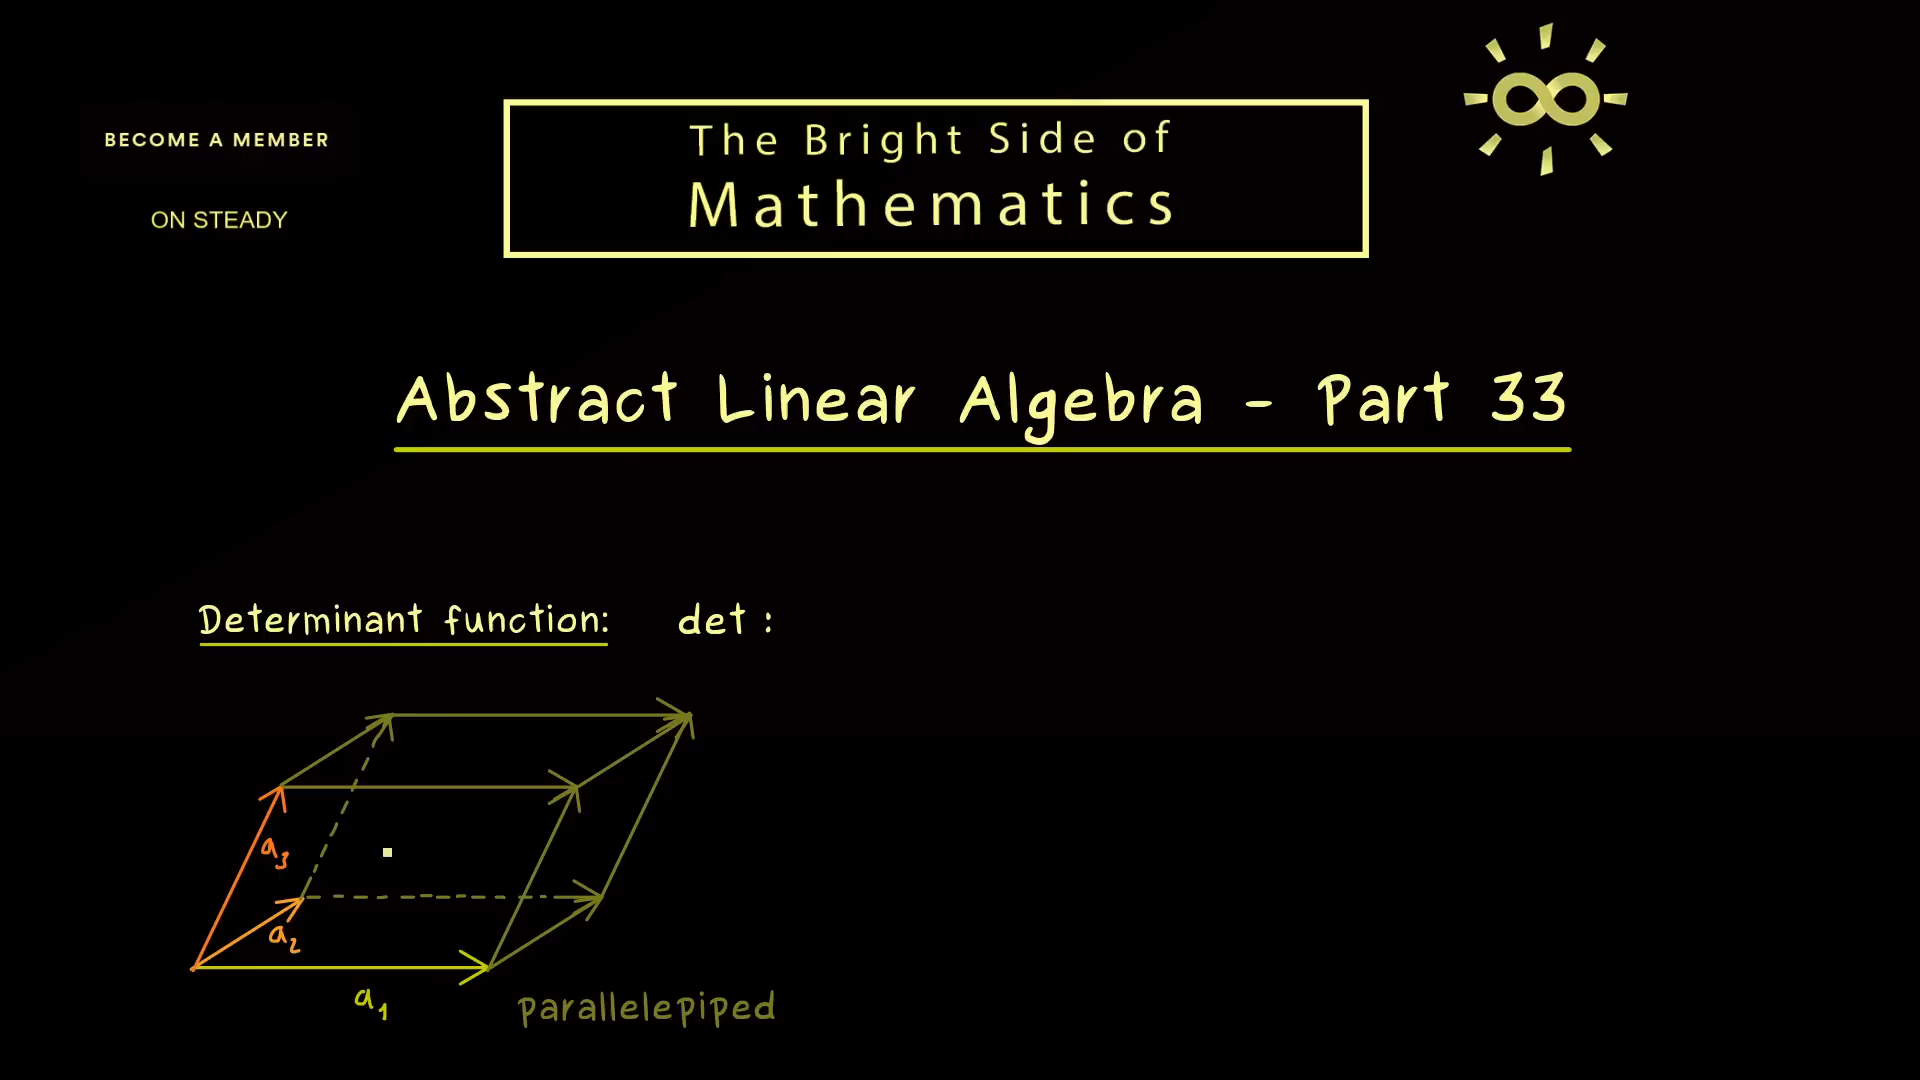 BECOME A MEMBER
ON STEADY
The Bright Side of
Mathematics
Abstract Linear Algebra - Part 33
Determinant function: det :
a₃
a₂
a₁
parallelepiped